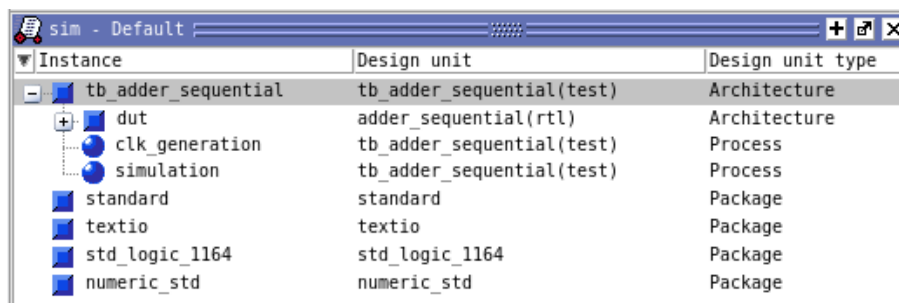 sim - Default
Instance Design unit Design unit type
tb_adder_sequential tb_adder_sequential(test) Architecture
dut adder_sequential(rtl) Architecture
clk_generation tb_adder_sequential(test) Process
simulation tb_adder_sequential(test) Process
standard standard Package
textio textio Package
std_logic_1164 std_logic_1164 Package
numeric_std numeric_std Package